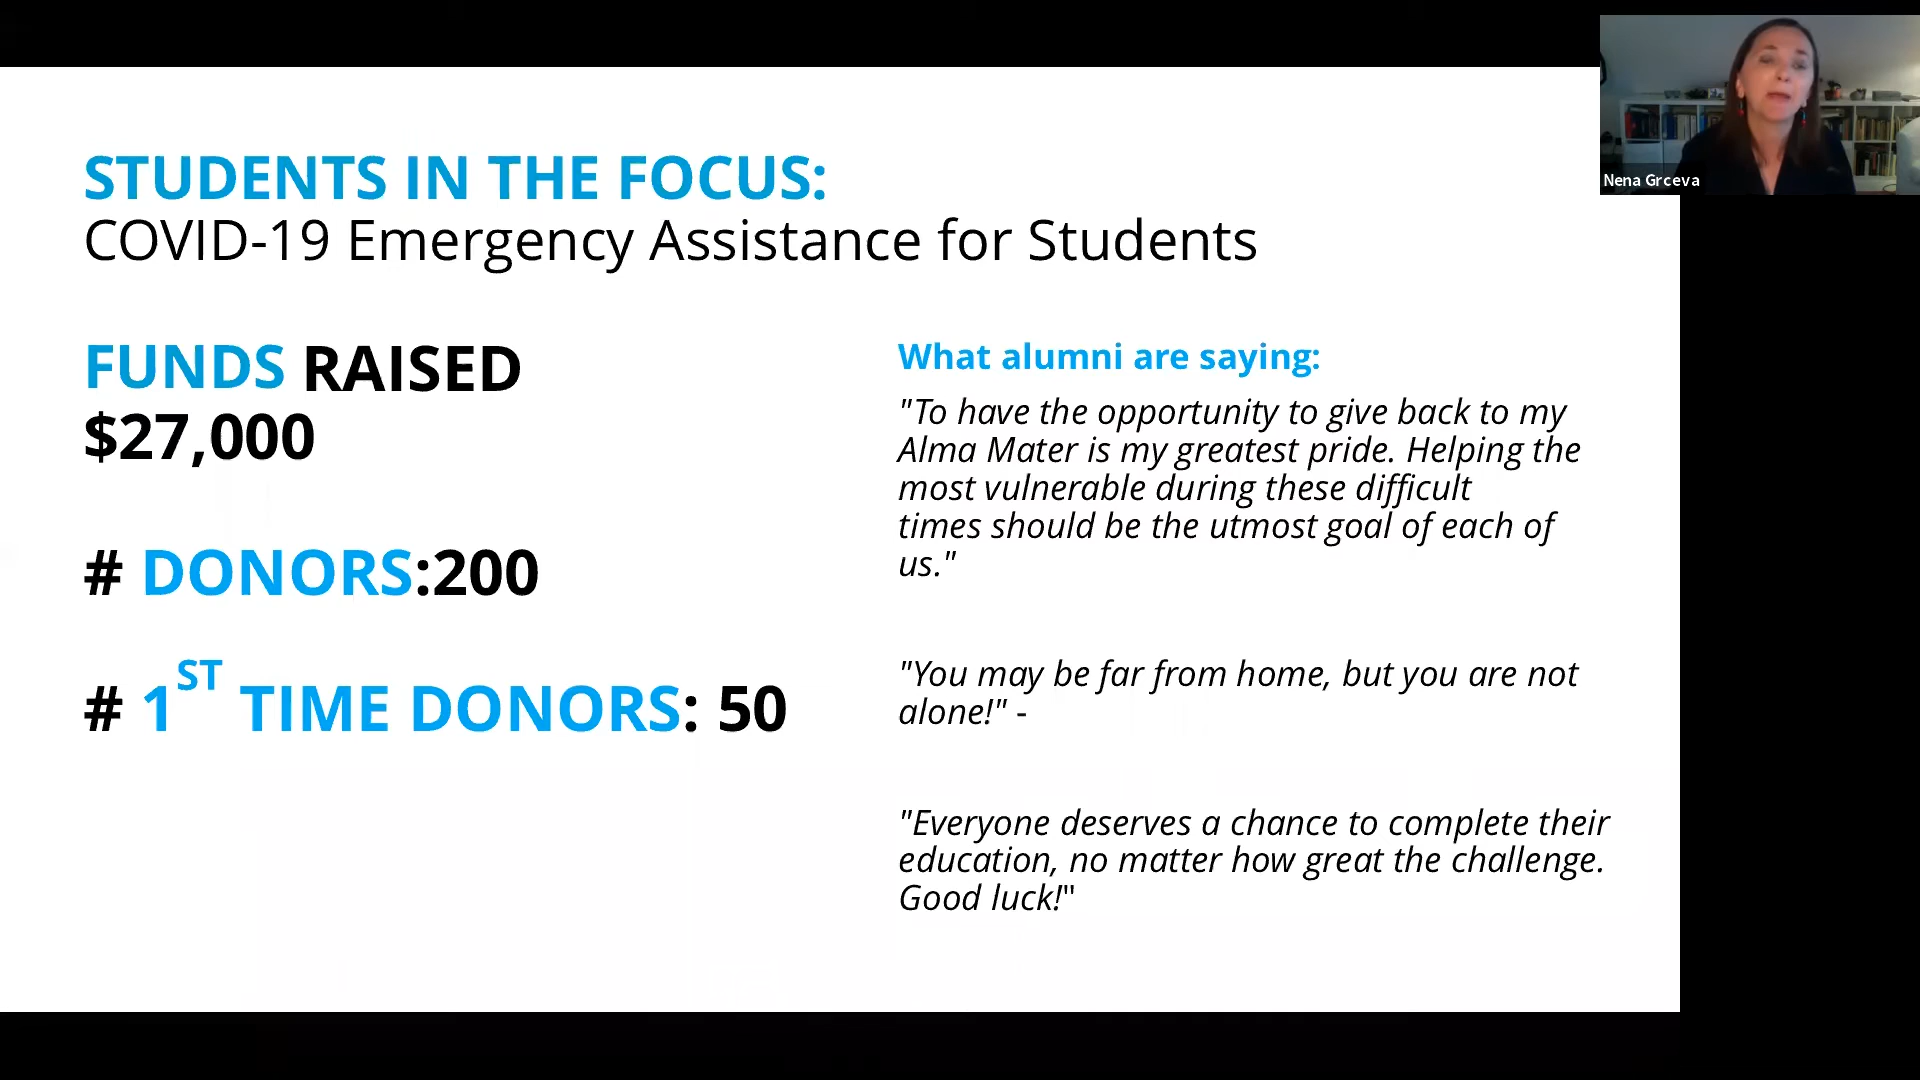 STUDENTS IN THE FOCUS:
COVID-19 Emergency Assistance for Students
FUNDS RAISED
$27,000
# DONORS:200
# 1ST TIME DONORS: 50
What alumni are saying:
"To have the opportunity to give back to my
Alma Mater is my greatest pride. Helping the
most vulnerable during these difficult
times should be the utmost goal of each of
us."
"You may be far from home, but you are not
alone!" -
"Everyone deserves a chance to complete their
education, no matter how great the challenge.
Good luck!"
Nena Grceva